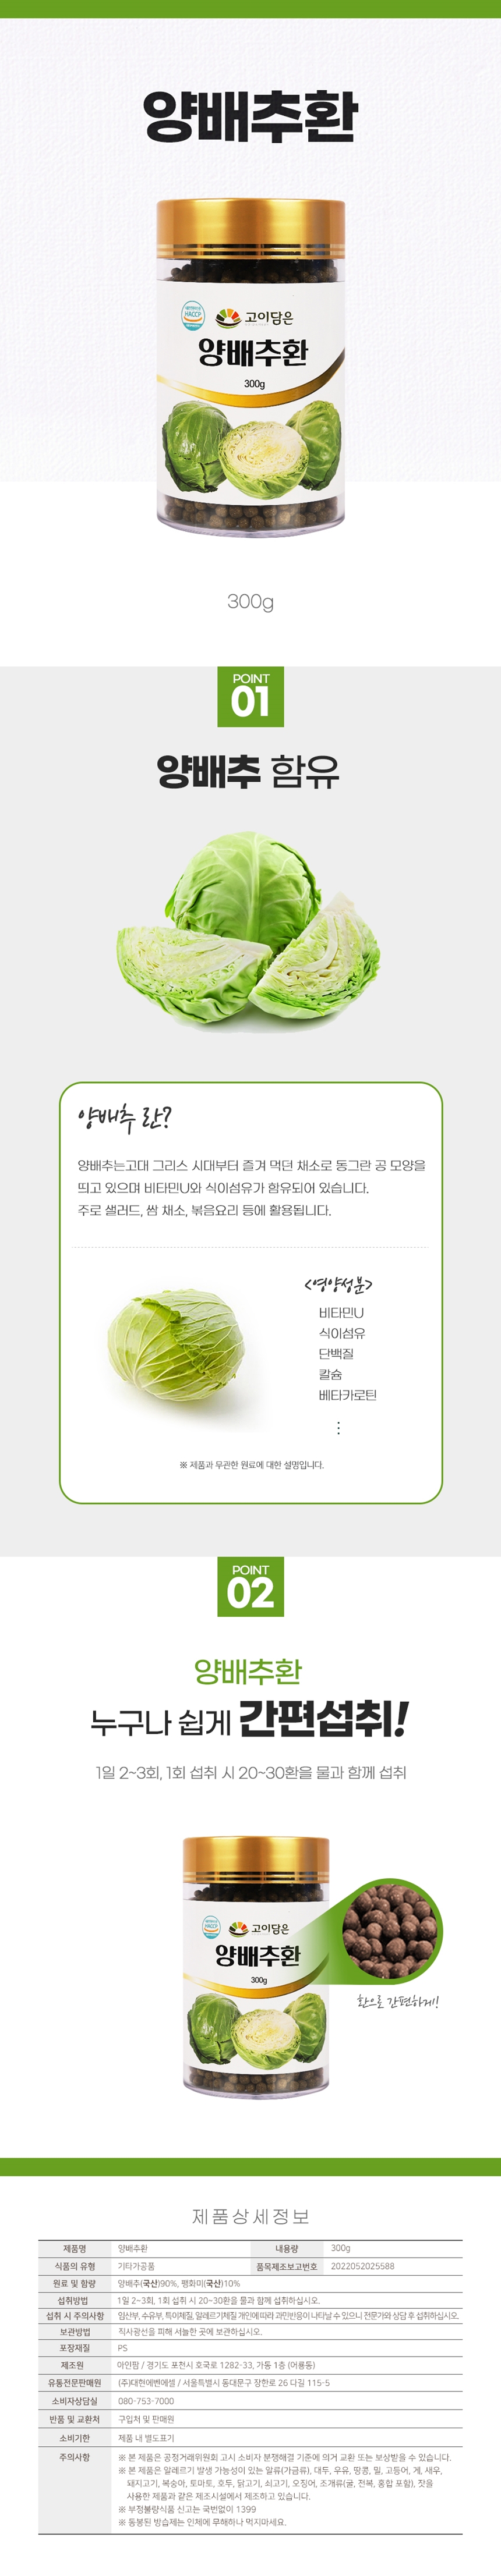 양배추환
해썹
HACCP
고이담은
양배추환
300g
300g
POINT
01
양배추 함유
양배추 란?
양배추는고대 그리스 시대부터 즐겨 먹던 채소로 동그란 공 모양을
띄고 있으며 비타민U와 식이섬유가 함유되어 있습니다.
주로 샐러드, 쌈 채소, 볶음요리 등에 활용됩니다.
<영양성분>
비타민U
식이섬유
단백질
칼슘
베타카로틴
⋮
※ 제품과 무관한 원료에 대한 설명입니다.
POINT
02
양배추환
누구나 쉽게 간편섭취!
1일 2~3회, 1회 섭취 시 20~30환을 물과 함께 섭취
HACCP
고이담은
양배추환
300g
환으로 간편하게!
제품상세정보
제품명 양배추환 내용량 300g
식품의 유형 기타가공품 품목제조보고번호 2022052025588
원료 및 함량 양배추(국산)90%, 팽화미(국산)10%
섭취방법 1일 2~3회, 1회 섭취 시 20~30환을 물과 함께 섭취하십시오.
섭취 시 주의사항 임산부, 수유부, 특이체질, 알레르기체질 개인에 따라 과민반응이 나타날 수 있으니 전문가와 상담 후 섭취하십시오.
보관방법 직사광선을 피해 서늘한 곳에 보관하십시오.
포장재질 PS
제조원 아안팜 / 경기도 포천시 호국로 1282-33, 가동 1층 (어룡동)
유통전문판매원 (주)대현에벤에셀 / 서울특별시 동대문구 장한로 26 다길 115-5
소비자상담실 080-753-7000
반품 및 교환처 구입처 및 판매원
소비기한 제품 내 별도표기
주의사항 ※ 본 제품은 공정거래위원회 고시 소비자 분쟁해결 기준에 의거 교환 또는 보상받을 수 있습니다.
※ 본 제품은 알레르기 발생 가능성이 있는 알류(가금류), 대두, 우유, 땅콩, 밀, 고등어, 게, 새우,
돼지고기, 복숭아, 토마토, 호두, 닭고기, 쇠고기, 오징어, 조개류(굴, 전복, 홍합 포함), 잣을
사용한 제품과 같은 제조시설에서 제조하고 있습니다.
※ 부정불량식품 신고는 국번없이 1399
※ 동봉된 방습제는 인체에 무해하나 먹지마세요.